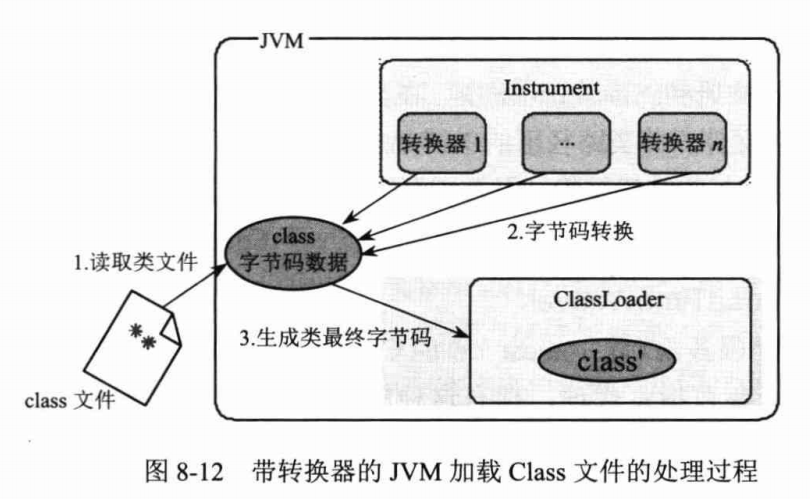 JVM
Instrument
转换器 1
...
转换器 n
class
字节码数据
1.读取类文件
2.字节码转换
ClassLoader
3.生成类最终字节码
class'
**
class 文件
图 8-12 带转换器的 JVM 加载 Class 文件的处理过程